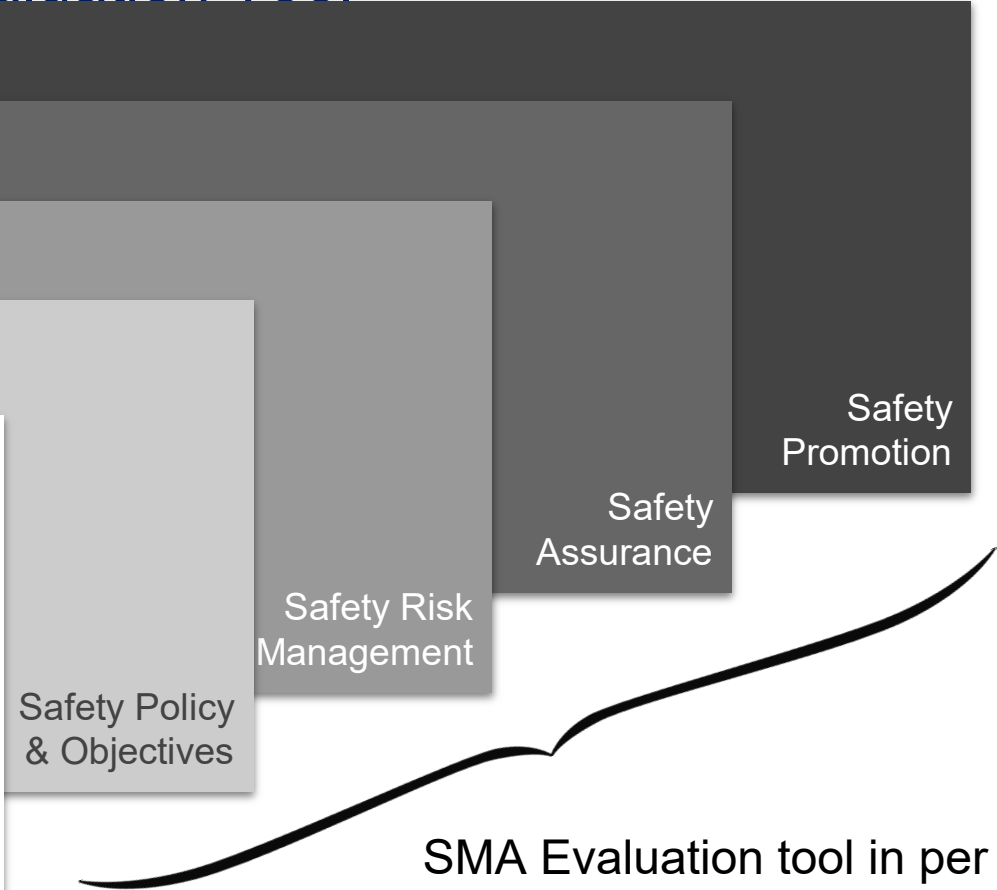 Safety
Promotion
Safety
Assurance
Safety Risk
Management
Safety Policy
& Objectives
SMA Evaluation tool in per